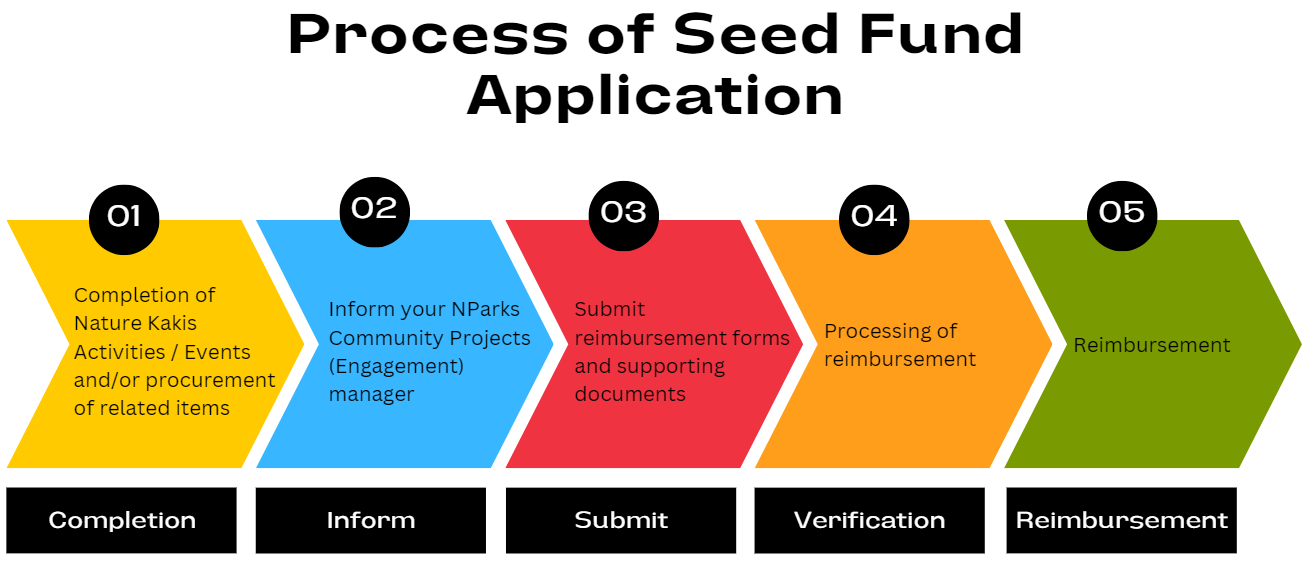 Process of Seed Fund
Application
01
Completion of
Nature Kakis
Activities / Events
and/or procurement
of related items
Completion
02
Inform your NParks
Community Projects
(Engagement)
manager
Inform
03
Submit
reimbursement forms
and supporting
documents
Submit
04
Processing of
reimbursement
Verification
05
Reimbursement
Reimbursement